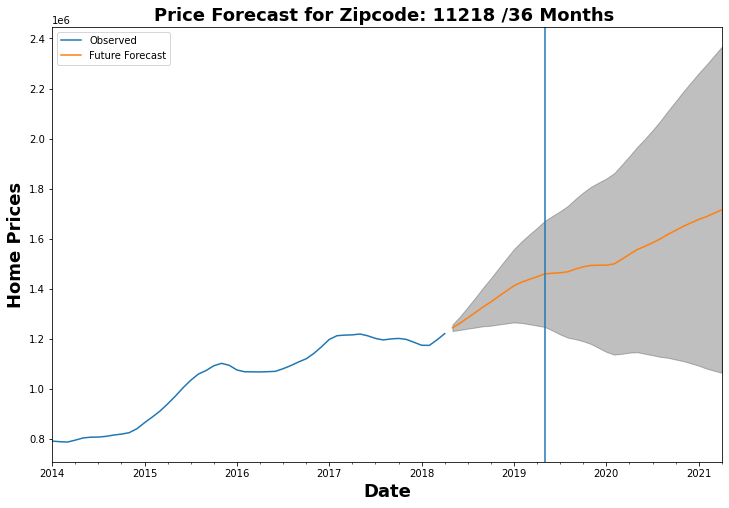 Price Forecast for Zipcode: 11218 /36 Months
1e6
Observed
Future Forecast
2.4
2.2
2.0
1.8
1.6
1.4
1.2
1.0
0.8
Home Prices
2014 2015 2016 2017 2018 2019 2020 2021
Date